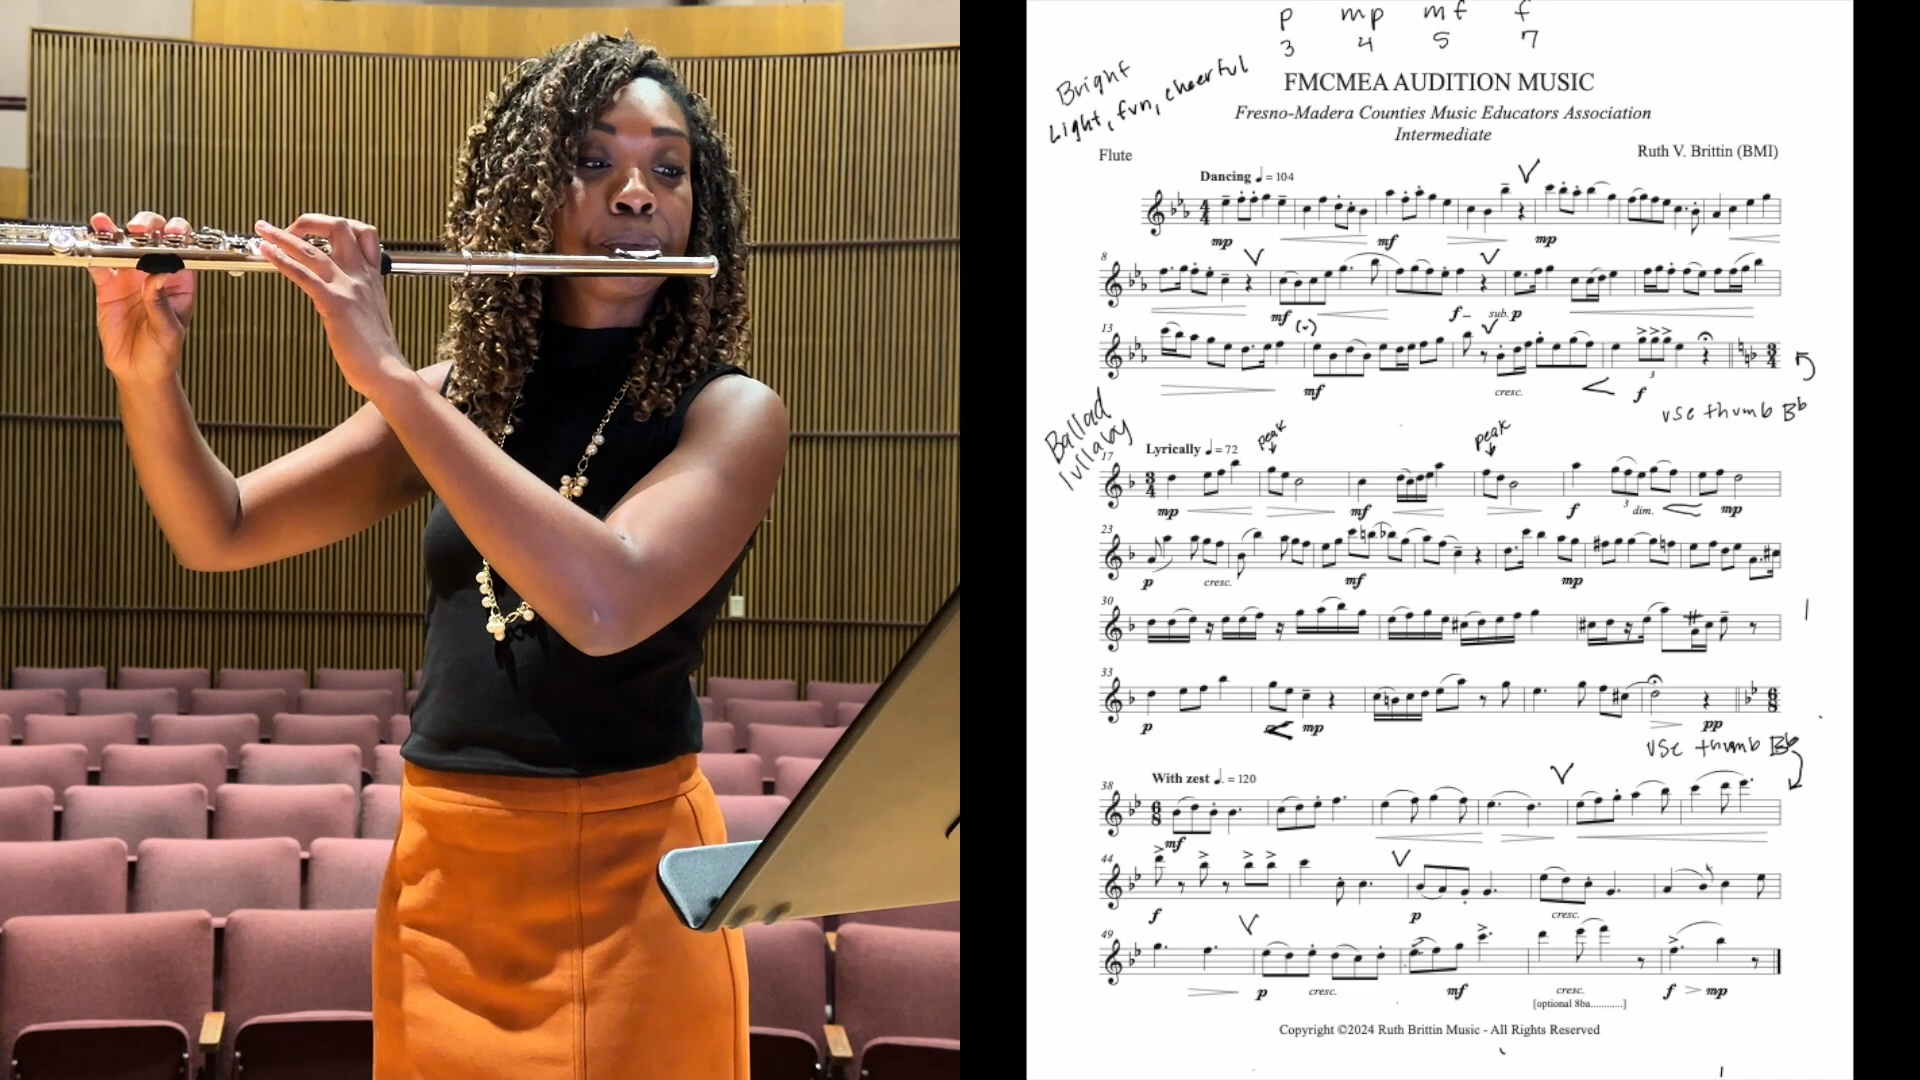 p mp mf f
3 4 5 7
Bright
Light, fun, cheerful
FMCMEA AUDITION MUSIC
Fresno-Madera Counties Music Educators Association
Intermediate
Flute
Ruth V. Brittin (BMI)
Dancing ♩ = 104
mp mf mp
8
mf f – sub. p
13
(✓)
3
mf cresc. f
use thumb Bb
Ballad
lullaby
Lyrically ♩ = 72
peak peak
17
3
mp mf f dim. mp
23
p cresc. mf mp
30
33
p mp pp
use thumb Bb
With zest ♩. = 120
38
mf
44
f p cresc.
49
p cresc. mf cresc. f mp
[optional 8ba............]
Copyright ©2024 Ruth Brittin Music - All Rights Reserved